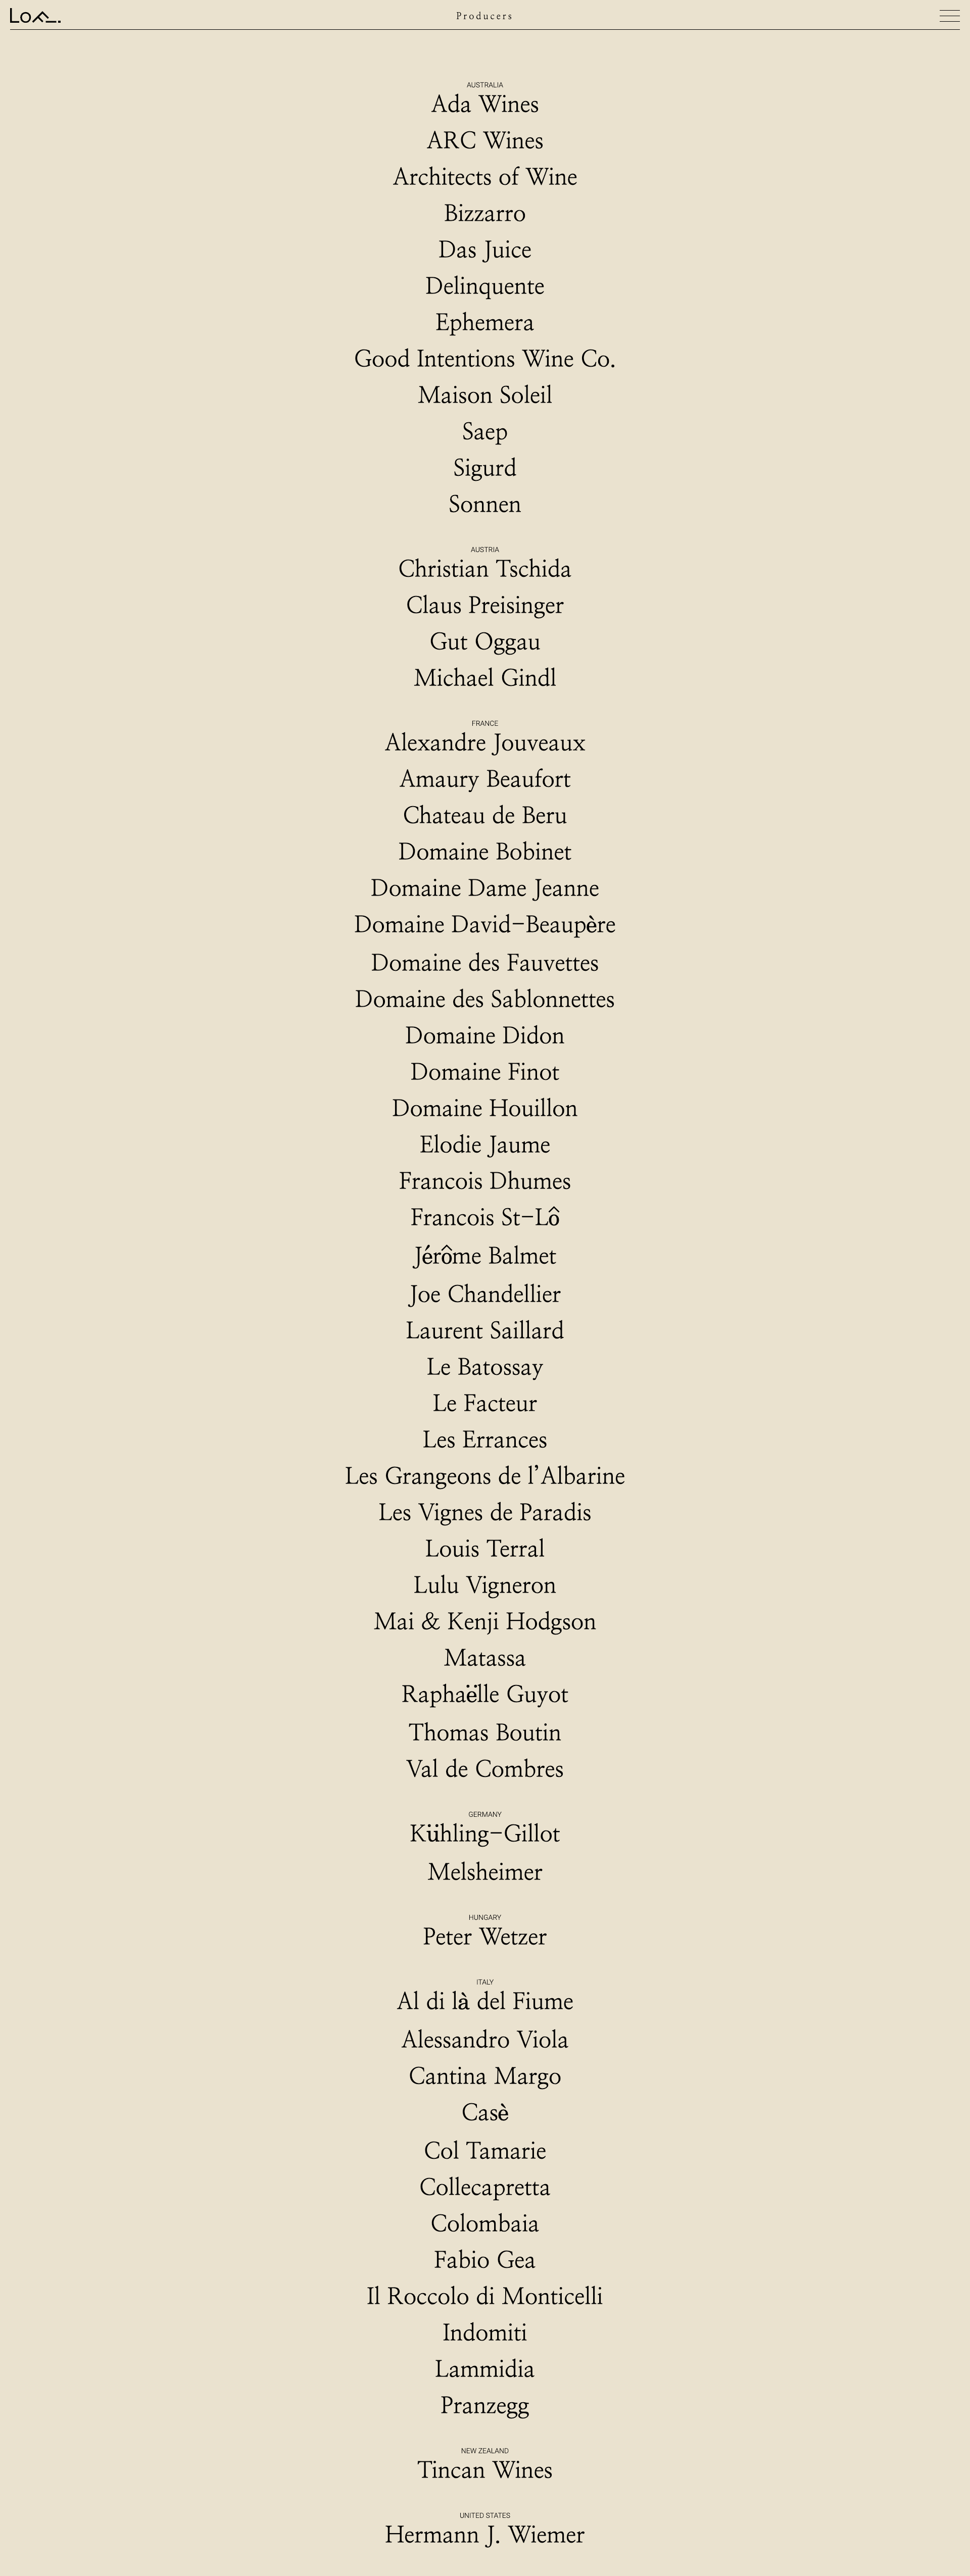 Producers
AUSTRALIA
Ada Wines
ARC Wines
Architects of Wine
Bizzarro
Das Juice
Delinquente
Ephemera
Good Intentions Wine Co.
Maison Soleil
Saep
Sigurd
Sonnen
AUSTRIA
Christian Tschida
Claus Preisinger
Gut Oggau
Michael Gindl
FRANCE
Alexandre Jouveaux
Amaury Beaufort
Chateau de Beru
Domaine Bobinet
Domaine Dame Jeanne
Domaine David-Beaupère
Domaine des Fauvettes
Domaine des Sablonnettes
Domaine Didon
Domaine Finot
Domaine Houillon
Elodie Jaume
Francois Dhumes
Francois St-Lô
Jérôme Balmet
Joe Chandellier
Laurent Saillard
Le Batossay
Le Facteur
Les Errances
Les Grangeons de l’Albarine
Les Vignes de Paradis
Louis Terral
Lulu Vigneron
Mai & Kenji Hodgson
Matassa
Raphaëlle Guyot
Thomas Boutin
Val de Combres
GERMANY
Kühling-Gillot
Melsheimer
HUNGARY
Peter Wetzer
ITALY
Al di là del Fiume
Alessandro Viola
Cantina Margo
Casè
Col Tamarie
Collecapretta
Colombaia
Fabio Gea
Il Roccolo di Monticelli
Indomiti
Lammidia
Pranzegg
NEW ZEALAND
Tincan Wines
UNITED STATES
Hermann J. Wiemer